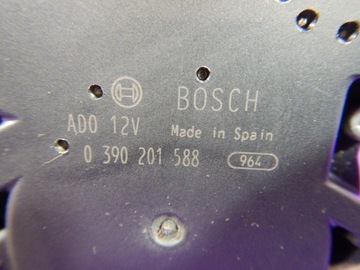 BOSCH
ADO 12V Made in Spain
0 390 201 588 964